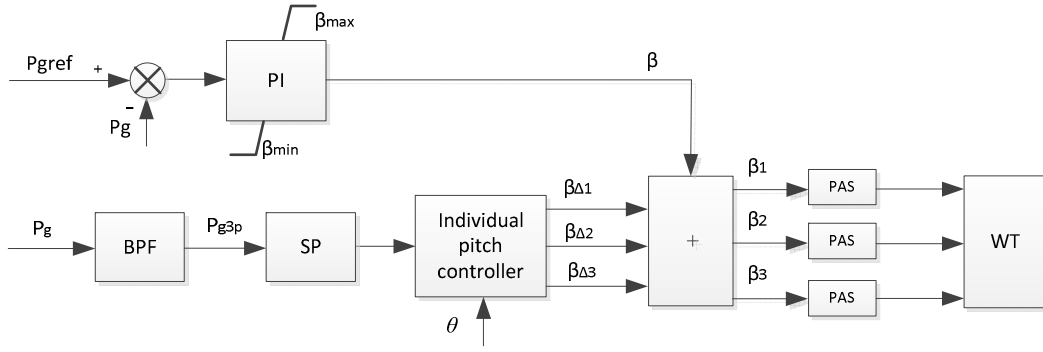 βmax
Pgref
+
PI
β
−
Pg
βmin
Pg
BPF
Pg3p
SP
Individual
pitch
controller
θ
βΔ1
βΔ2
βΔ3
+
β1
β2
β3
PAS
PAS
PAS
WT